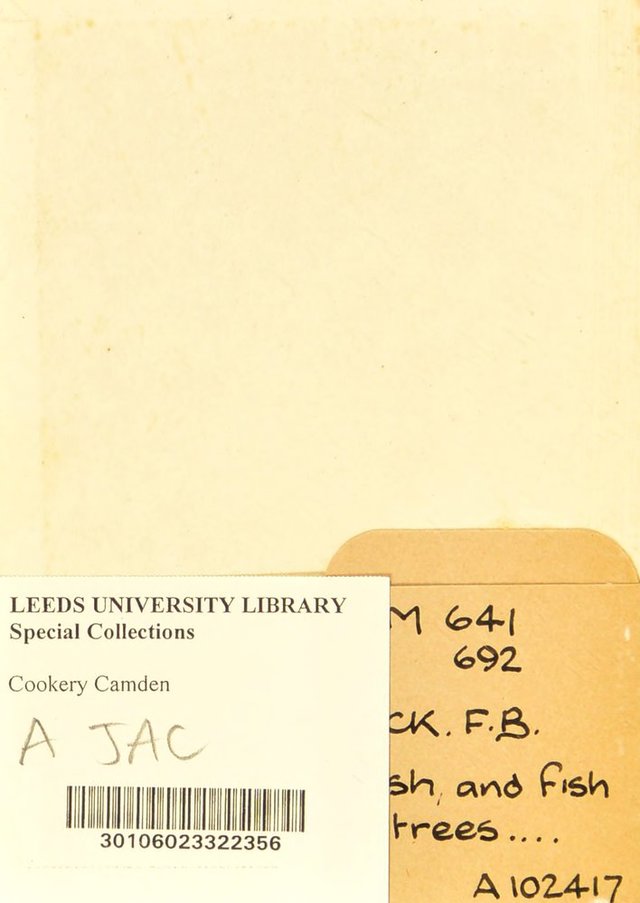 LEEDS UNIVERSITY LIBRARY
Special Collections
Cookery Camden
A JAC
30106023322356
M 641
692
CK. F.B.
sh, and fish
trees....
A 102417